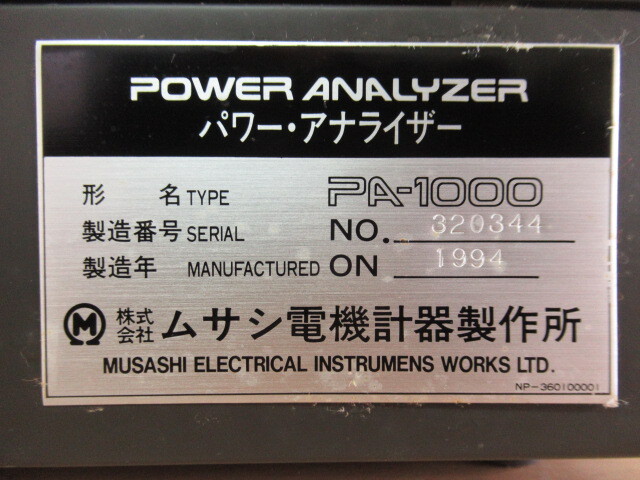 POWER ANALYZER
パワー・アナライザー
形 名 TYPE PA-1000
製造番号 SERIAL NO. 320344
製造年 MANUFACTURED ON 1994
M 株式会社 ムサシ電機計器製作所
MUSASHI ELECTRICAL INSTRUMENS WORKS LTD.
NP-360100001